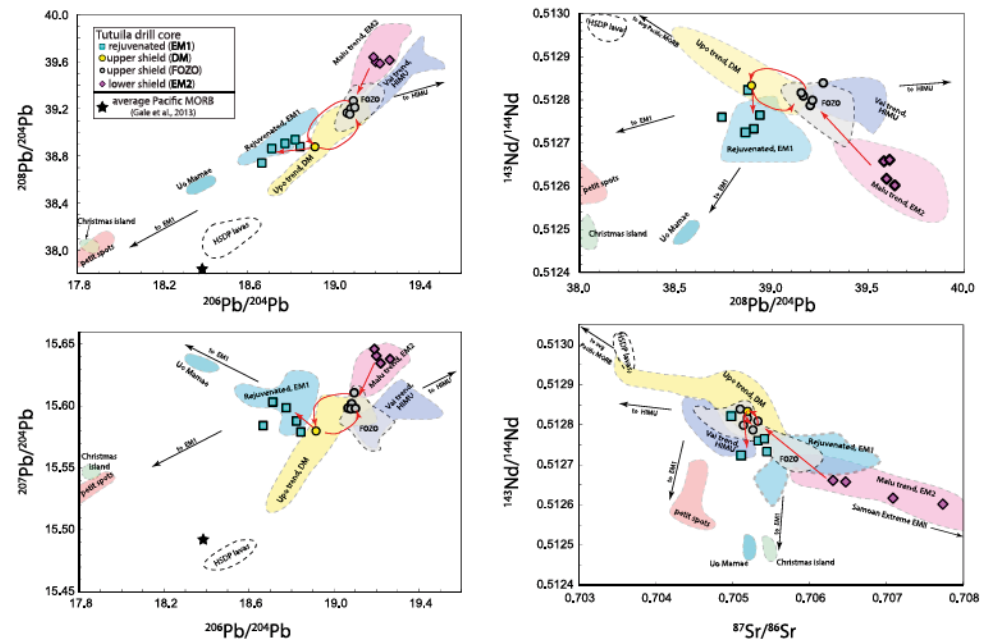 Tutuila drill core
rejuvenated (EM1)
upper shield (DM)
upper shield (FOZO)
lower shield (EM2)
average Pacific MORB
(Gale et al., 2013)
Malu trend, EM2
Val trend,
HIMU
to HIMU
FOZO
Rejuvenated, EM1
Upo trend, DM
Uo Mamae
to EM1
Christmas island
petit spots
HSDP lavas
40.0
39.6
39.2
38.8
38.4
38.0
208Pb/204Pb
17.8
18.2
18.6
19.0
19.4
206Pb/204Pb
HSDP lavas
to avg Pacific MORB
Upo trend, DM
FOZO
Val trend,
HIMU
to HIMU
to EM1
Rejuvenated, EM1
Malu trend, EM2
petit spots
to EM1
Uo Mamae
Christmas island
0.5130
0.5129
0.5128
0.5127
0.5126
0.5125
0.5124
143Nd/144Nd
38.0
38.5
39.0
39.5
40.0
208Pb/204Pb
to EM1
Uo Mamae
Rejuvenated, EM1
Malu trend, EM2
Val trend,
HIMU
to HIMU
FOZO
to EM1
Upo trend, DM
Christmas
island
petit spots
HSDP lavas
15.65
15.60
15.55
15.50
15.45
207Pb/204Pb
17.8
18.2
18.6
19.0
19.4
206Pb/204Pb
to avg
Pacific MORB
HSDP lavas
Upo trend, DM
to HIMU
Val trend,
HIMU
Rejuvenated, EM1
FOZO
to EM1
Malu trend, EM2
Samoan Extreme EMII
petit spots
to EM1
Uo Mamae
Christmas island
0.5130
0.5129
0.5128
0.5127
0.5126
0.5125
0.5124
143Nd/144Nd
0.703
0.704
0.705
0.706
0.707
0.708
87Sr/86Sr